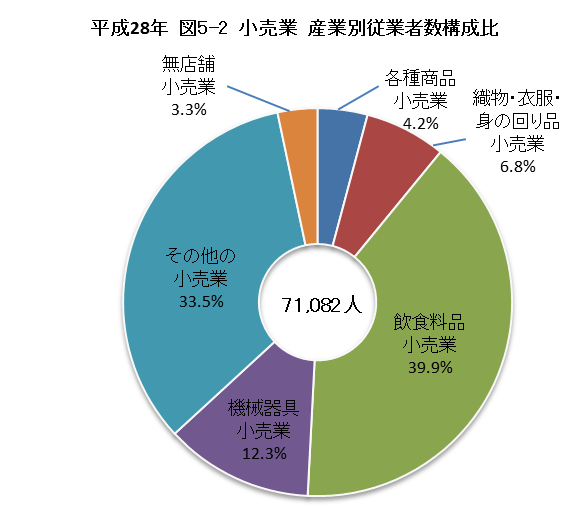 平成28年 図5-2 小売業 産業別従業者数構成比
無店舗
小売業
3.3%
各種商品
小売業
4.2%
織物・衣服・
身の回り品
小売業
6.8%
その他の
小売業
33.5%
71,082人
飲食料品
小売業
39.9%
機械器具
小売業
12.3%